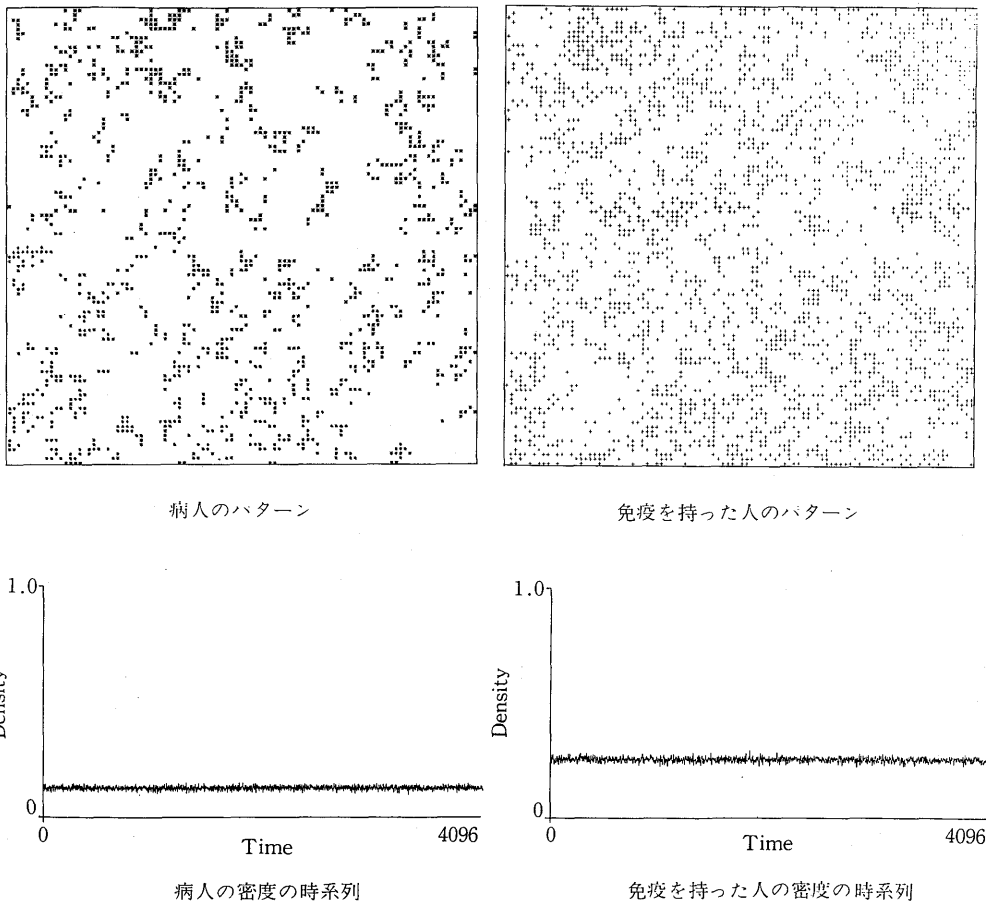 病人のパターン
免疫を持った人のパターン
1.0
Density
0
0
Time
4096
病人の密度の時系列
1.0
Density
0
0
Time
4096
免疫を持った人の密度の時系列